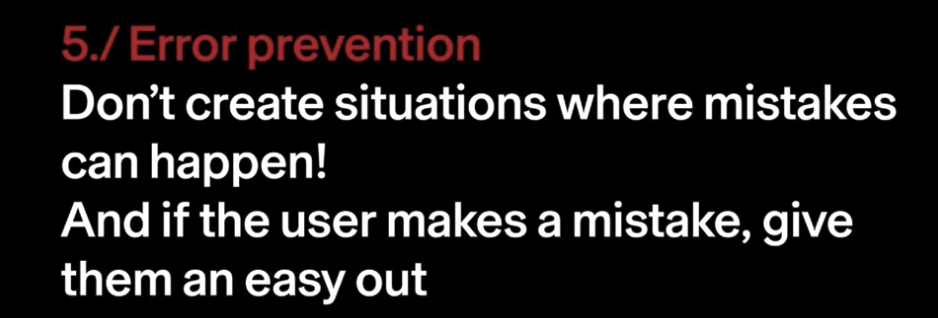 5./ Error prevention
Don’t create situations where mistakes
can happen!
And if the user makes a mistake, give
them an easy out